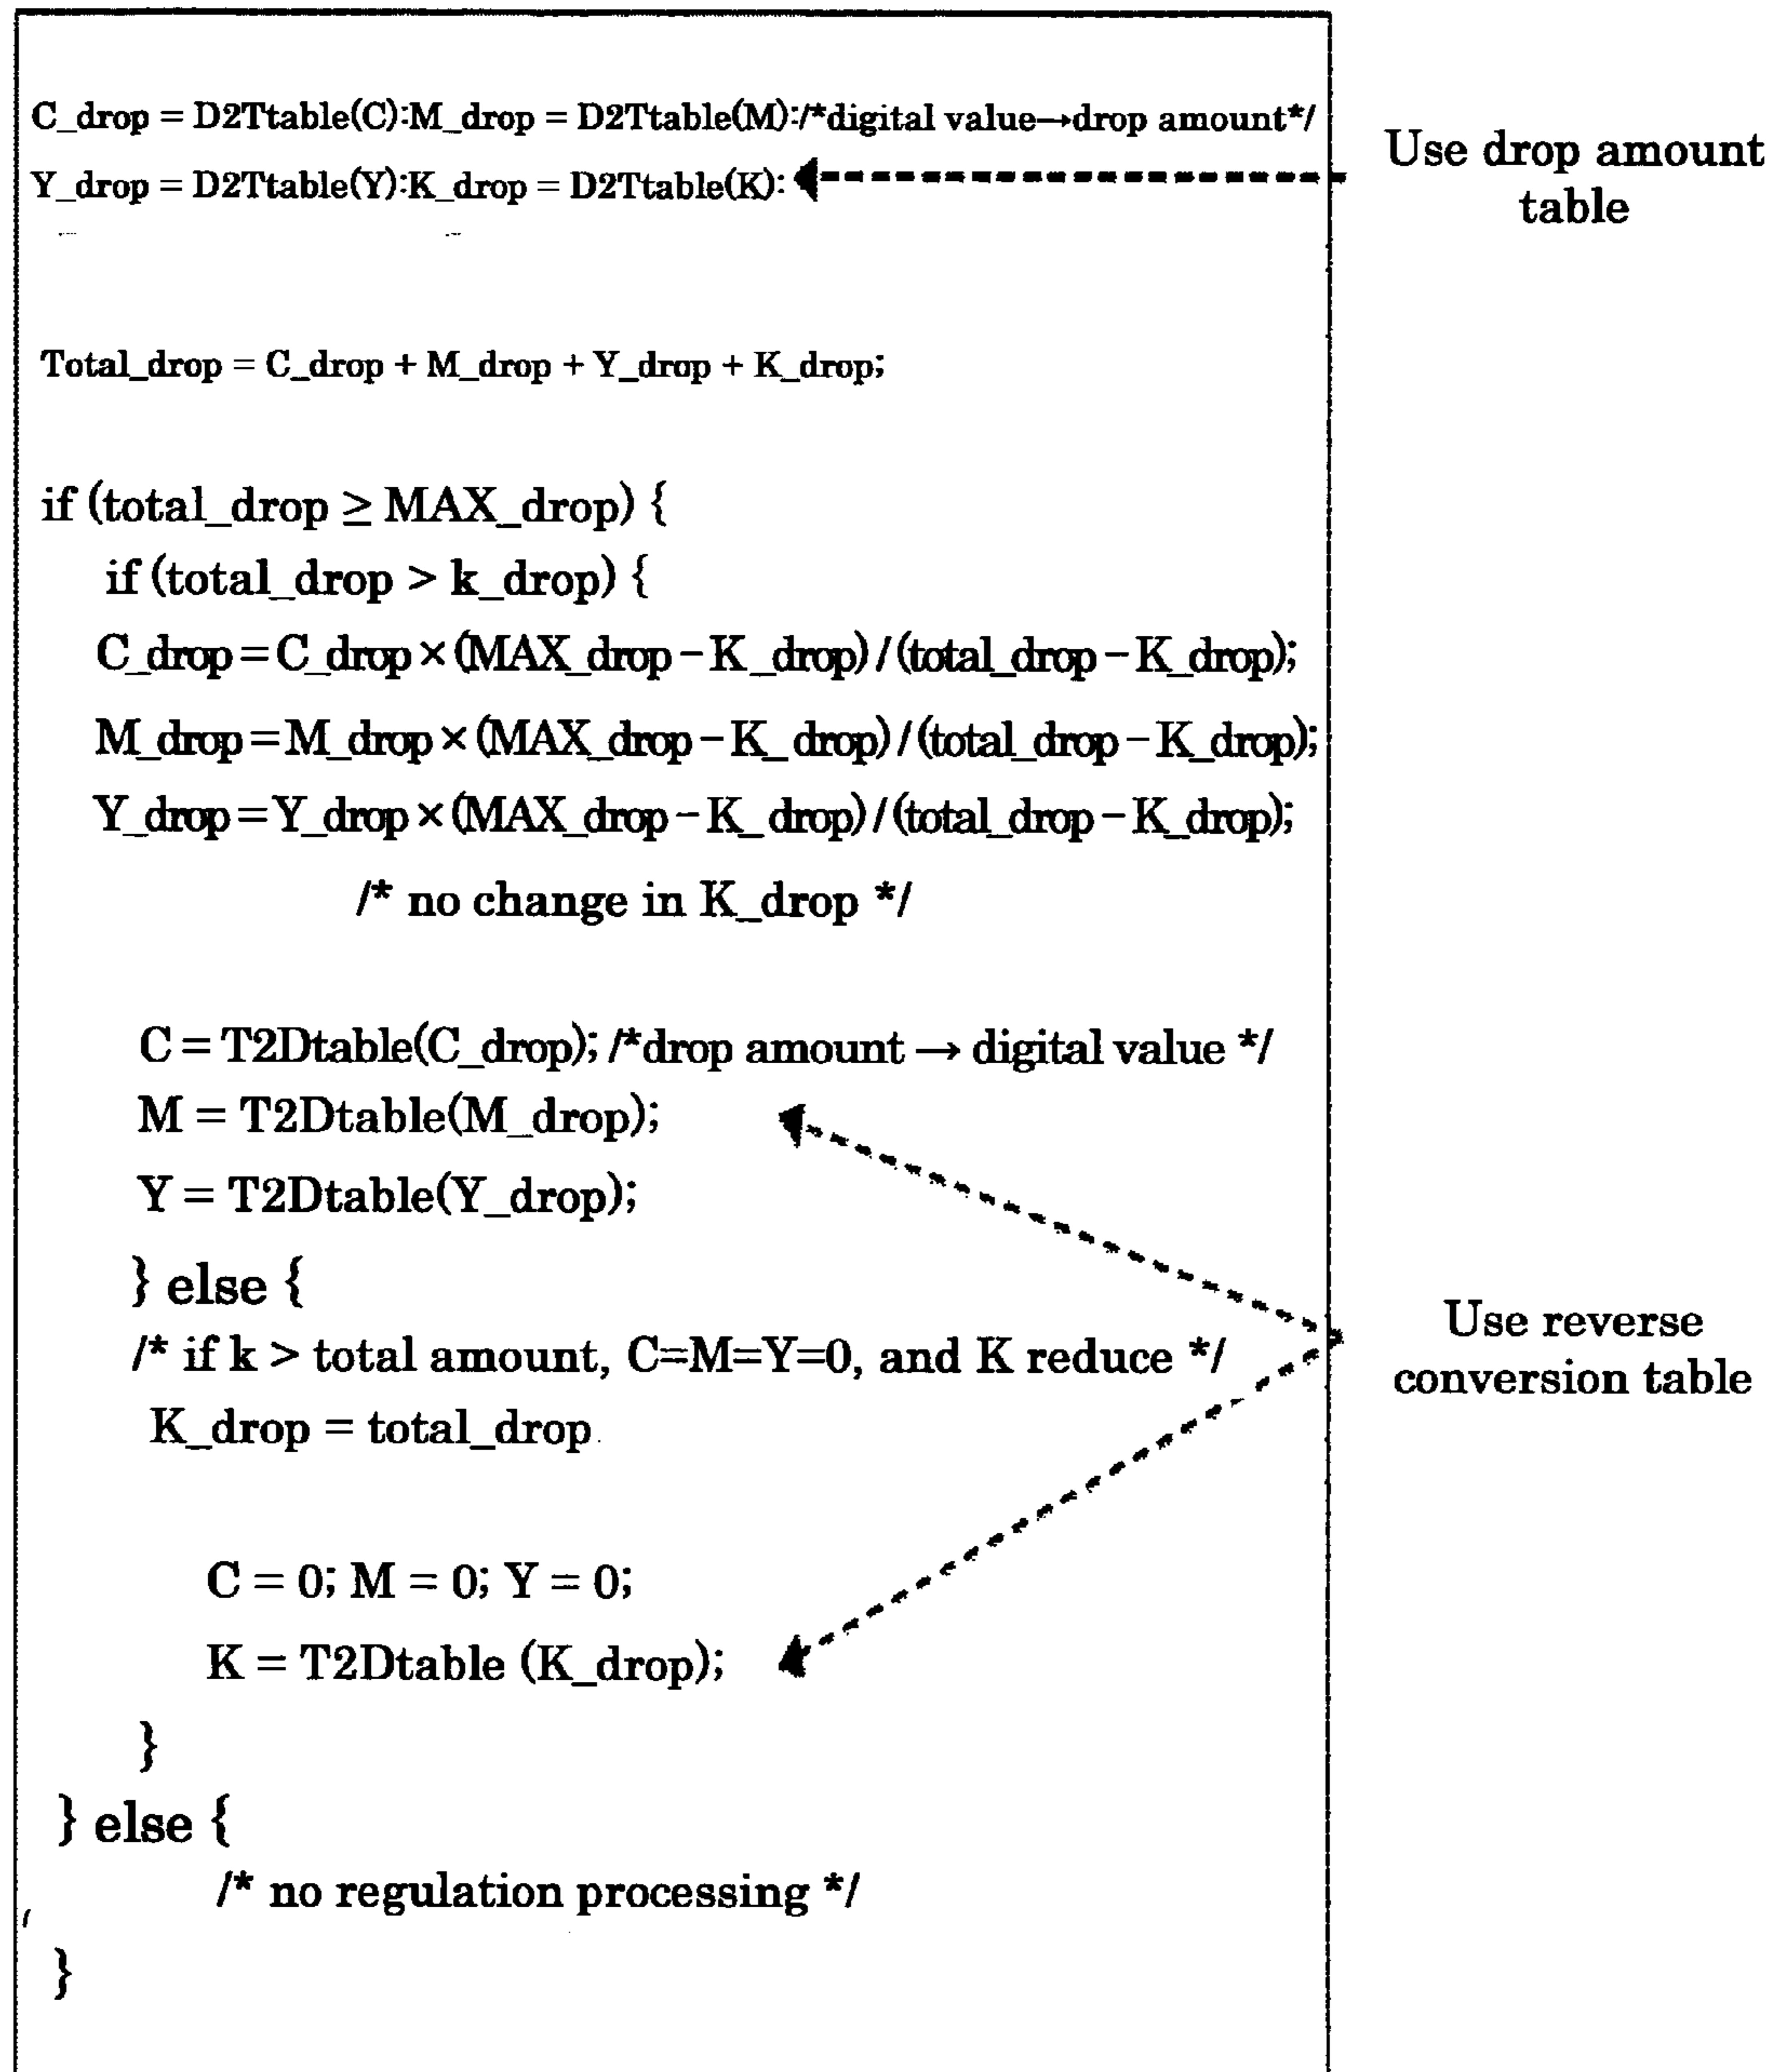 C_drop = D2Ttable(C):M_drop = D2Ttable(M):/*digital value→drop amount*/
Y_drop = D2Ttable(Y):K_drop = D2Ttable(K):
Use drop amount
table
Total_drop = C_drop + M_drop + Y_drop + K_drop;
if (total_drop ≥ MAX_drop) {
if (total_drop > k_drop) {
C_drop = C_drop × (MAX_drop − K_drop) / (total_drop − K_drop);
M_drop = M_drop × (MAX_drop − K_drop) / (total_drop − K_drop);
Y_drop = Y_drop × (MAX_drop − K_drop) / (total_drop − K_drop);
/* no change in K_drop */
C = T2Dtable(C_drop); /*drop amount → digital value */
M = T2Dtable(M_drop);
Y = T2Dtable(Y_drop);
} else {
/* if k > total amount, C=M=Y=0, and K reduce */
K_drop = total_drop
Use reverse
conversion table
C = 0; M = 0; Y = 0;
K = T2Dtable (K_drop);
}
} else {
/* no regulation processing */
}